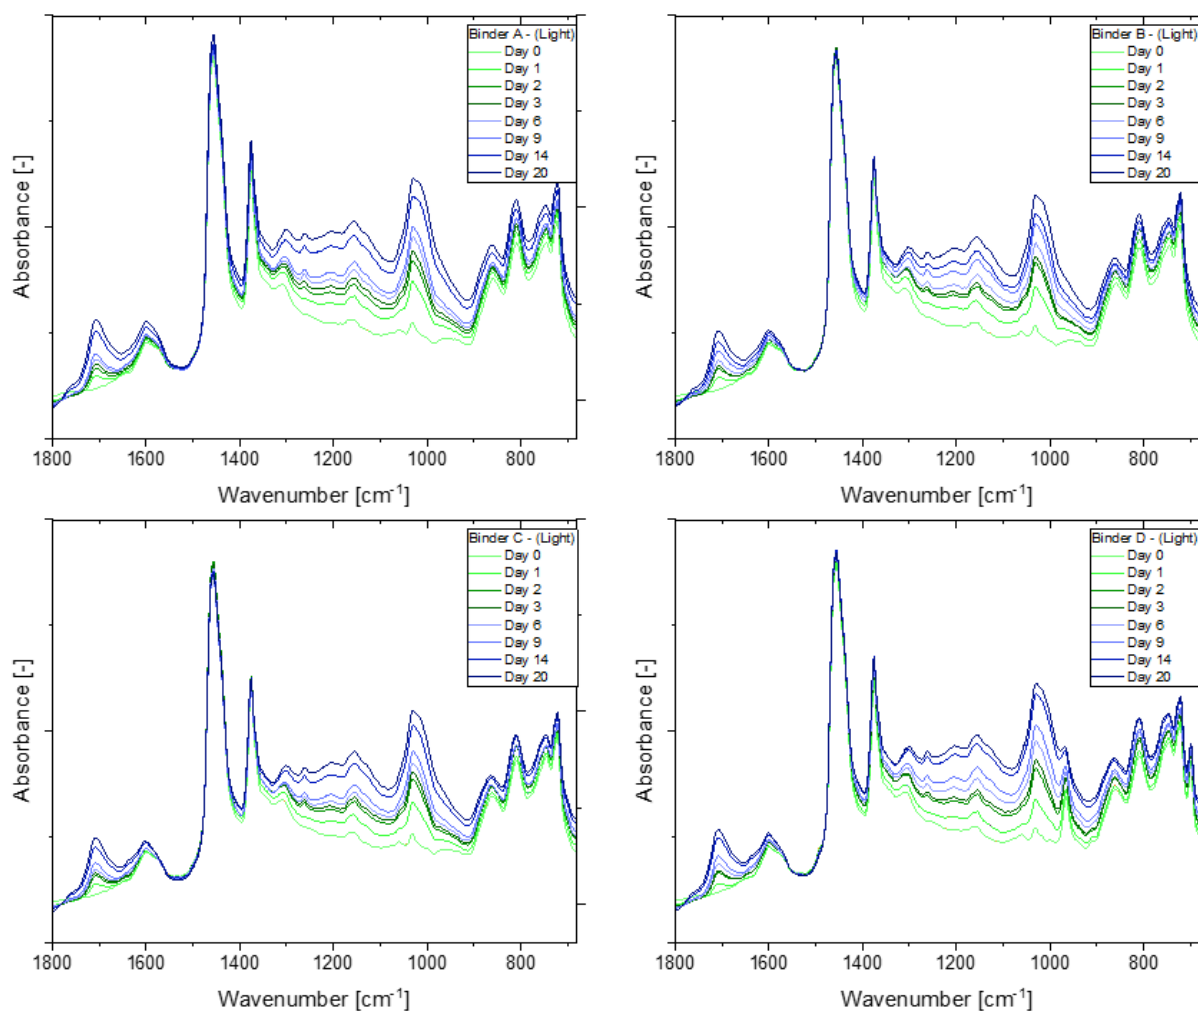 Binder A - (Light)
Day 0
Day 1
Day 2
Day 3
Day 6
Day 9
Day 14
Day 20
Absorbance [-]
1800 1600 1400 1200 1000 800
Wavenumber [cm-1]
Binder B - (Light)
Day 0
Day 1
Day 2
Day 3
Day 6
Day 9
Day 14
Day 20
Absorbance [-]
1800 1600 1400 1200 1000 800
Wavenumber [cm-1]
Binder C - (Light)
Day 0
Day 1
Day 2
Day 3
Day 6
Day 9
Day 14
Day 20
Absorbance [-]
1800 1600 1400 1200 1000 800
Wavenumber [cm-1]
Binder D - (Light)
Day 0
Day 1
Day 2
Day 3
Day 6
Day 9
Day 14
Day 20
Absorbance [-]
1800 1600 1400 1200 1000 800
Wavenumber [cm-1]